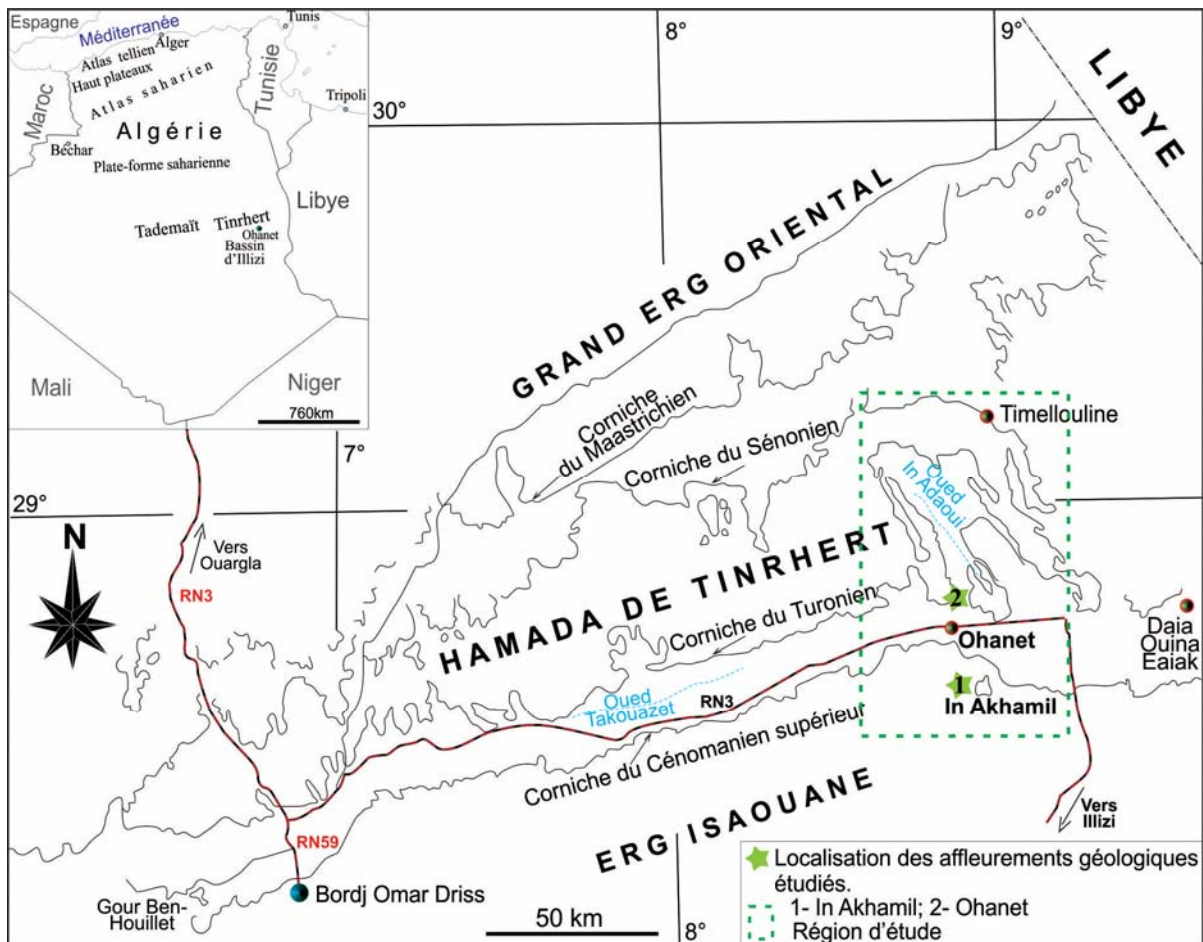 Espagne
Méditerranée
Tunis
Alger
Atlas tellien
Haut plateaux
Atlas saharien
Maroc
Tunisie
Tripoli
Algérie
Béchar
Plate-forme saharienne
Libye
Tademaït
Tinrhert
Ohanet
Bassin
d'Illizi
Mali
Niger
760km
8°
9°
30°
LIBYE
GRAND ERG ORIENTAL
Corniche
du Maastrichien
Corniche du Sénonien
Timellouline
7°
29°
Oued
In Adaoui
N
Vers
Ouargla
RN3
HAMADA DE TINRHERT
2
Corniche du Turonien
Ohanet
Daia
Ouina
Eaiak
Oued
Takouazet
RN3
1
In Akhamil
Corniche du Cénomanien supérieur
ERG ISAOUANE
Vers
Illizi
RN59
Bordj Omar Driss
Gour Ben-
Houillet
50 km
8°
Localisation des affleurements géologiques
étudiés.
1- In Akhamil; 2- Ohanet
Région d'étude